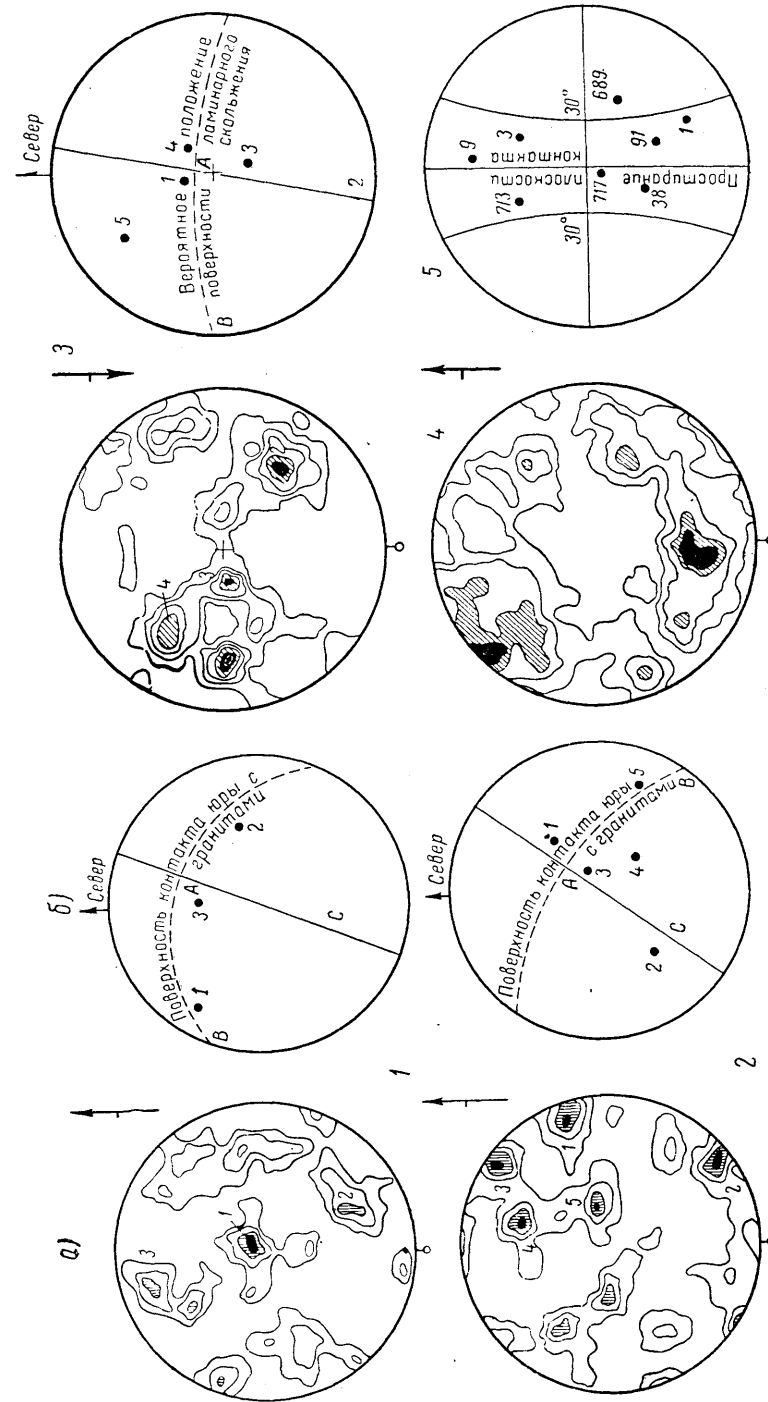 а)
1
2
3
1
б)
Север
Поверхность контакта юры с
гранитами
A
B
C
1
2
3
3
4
Север
Вероятное положение
поверхности ламинарного
скольжения
A
B
1
2
3
4
5
1
2
3
4
5
2
Север
Поверхность контакта юры
с гранитами
A
B
C
1
2
3
4
5
4
5
30°
30"
Простирание плоскости контакта
713
9
3
717
38
91
1
689